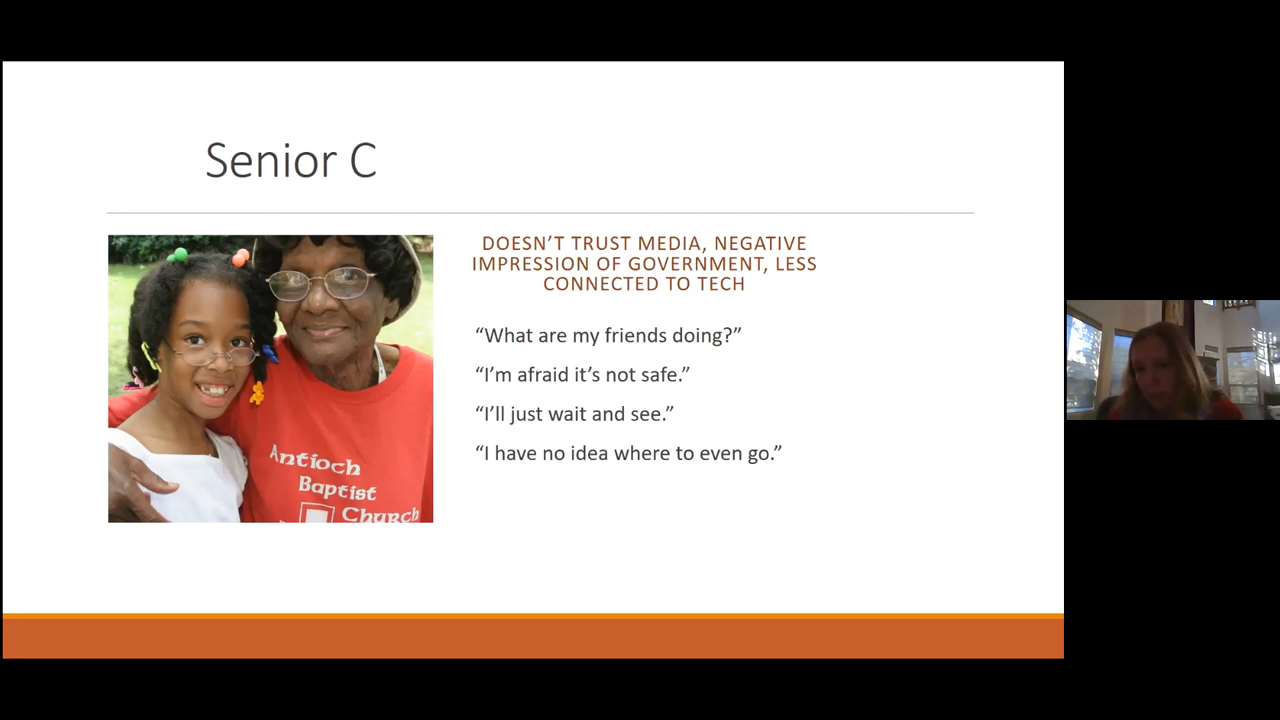 Senior C
DOESN’T TRUST MEDIA, NEGATIVE
IMPRESSION OF GOVERNMENT, LESS
CONNECTED TO TECH
“What are my friends doing?”
“I’m afraid it’s not safe.”
“I’ll just wait and see.”
“I have no idea where to even go.”
Antioch
Baptist
Church